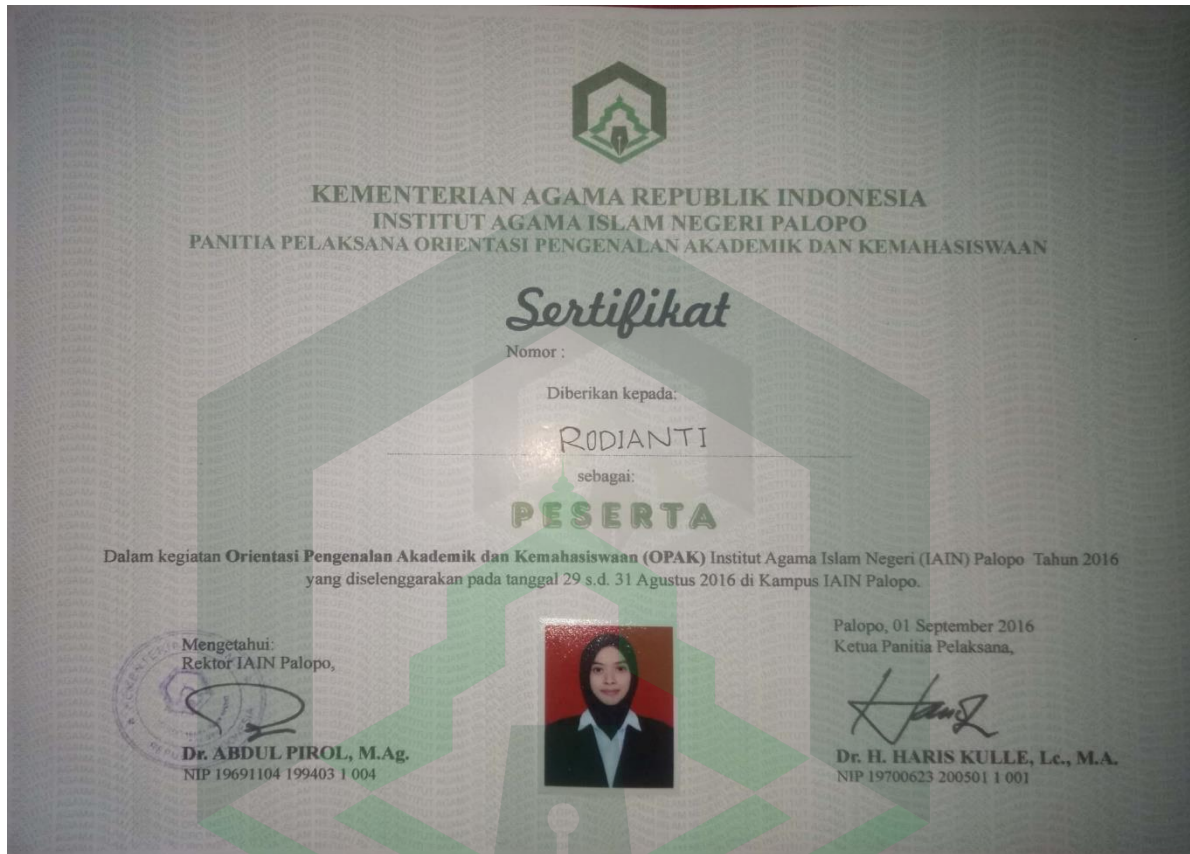 KEMENTERIAN AGAMA REPUBLIK INDONESIA
INSTITUT AGAMA ISLAM NEGERI PALOPO
PANITIA PELAKSANA ORIENTASI PENGENALAN AKADEMIK DAN KEMAHASISWAAN
Sertifikat
Nomor :
Diberikan kepada:
RODIANTI
sebagai:
PESERTA
Dalam kegiatan Orientasi Pengenalan Akademik dan Kemahasiswaan (OPAK) Institut Agama Islam Negeri (IAIN) Palopo Tahun 2016
yang diselenggarakan pada tanggal 29 s.d. 31 Agustus 2016 di Kampus IAIN Palopo.
Mengetahui:
Rektor IAIN Palopo,
Dr. ABDUL PIROL, M.Ag.
NIP 19691104 199403 1 004
Palopo, 01 September 2016
Ketua Panitia Pelaksana,
Dr. H. HARIS KULLE, Lc., M.A.
NIP 19700623 200501 1 001